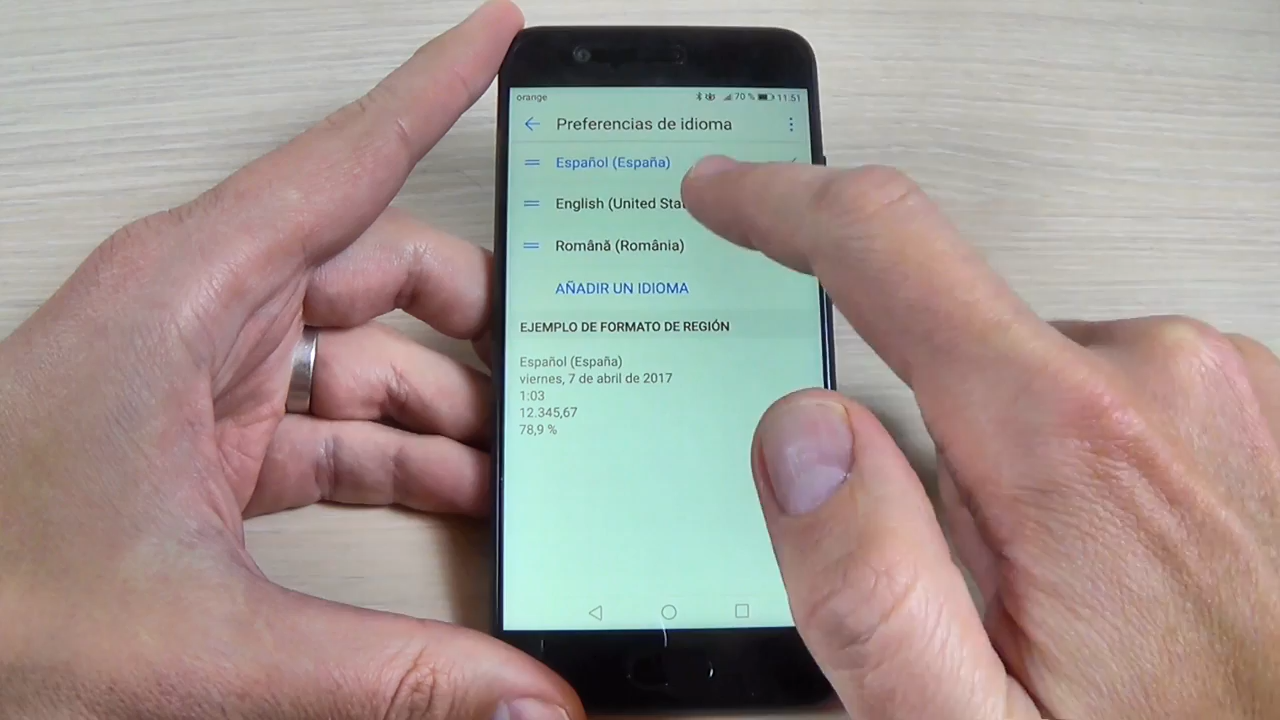 orange 70 % 11:51
Preferencias de idioma
Español (España)
English (United
Română (România)
AÑADIR UN IDIOMA
EJEMPLO DE FORMATO DE REGIÓN
Español (España)
viernes, 7 de abril de 2017
1:03
12.345,67
78,9 %